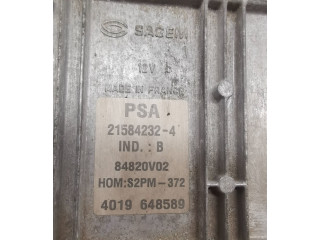 SAGEM
12V
MADE IN FRANCE
PSA
21584232-4
IND. : B
84820V02
HOM:S2PM-372
4019 648589